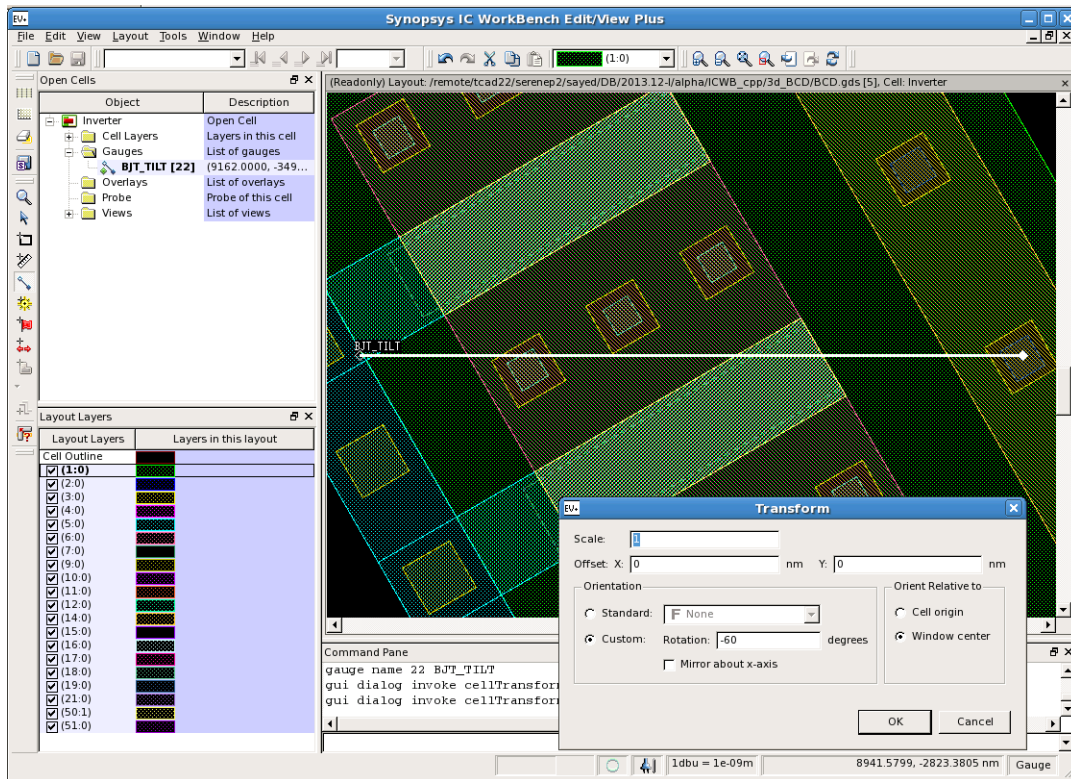 EV+ Synopsys IC WorkBench Edit/View Plus
File Edit View Layout Tools Window Help
(1:0)
Open Cells
(Readonly) Layout: /remote/tcad22/serenep2/sayed/DB/2013.12-I/alpha/ICWB_cpp/3d_BCD/BCD.gds [5], Cell: Inverter
Object Description
Inverter Open Cell
Cell Layers Layers in this cell
Gauges List of gauges
BJT_TILT [22] (9162.0000, -349...
Overlays List of overlays
Probe Probe of this cell
Views List of views
BJT_TILT
Layout Layers
Layout Layers Layers in this layout
Cell Outline
(1:0)
(2:0)
(3:0)
(4:0)
(5:0)
(6:0)
(7:0)
(9:0)
(10:0)
(11:0)
(12:0)
(14:0)
(15:0)
(16:0)
(17:0)
(18:0)
(19:0)
(21:0)
(50:1)
(51:0)
EV+ Transform
Scale: 1
Offset: X: 0 nm Y: 0 nm
Orientation Orient Relative to
Standard: F None Cell origin
Custom: Rotation: -60 degrees Window center
Mirror about x-axis
OK Cancel
Command Pane
gauge name 22 BJT_TILT
gui dialog invoke cellTransfor
gui dialog invoke cellTransfor
1dbu = 1e-09m 8941.5799, -2823.3805 nm Gauge